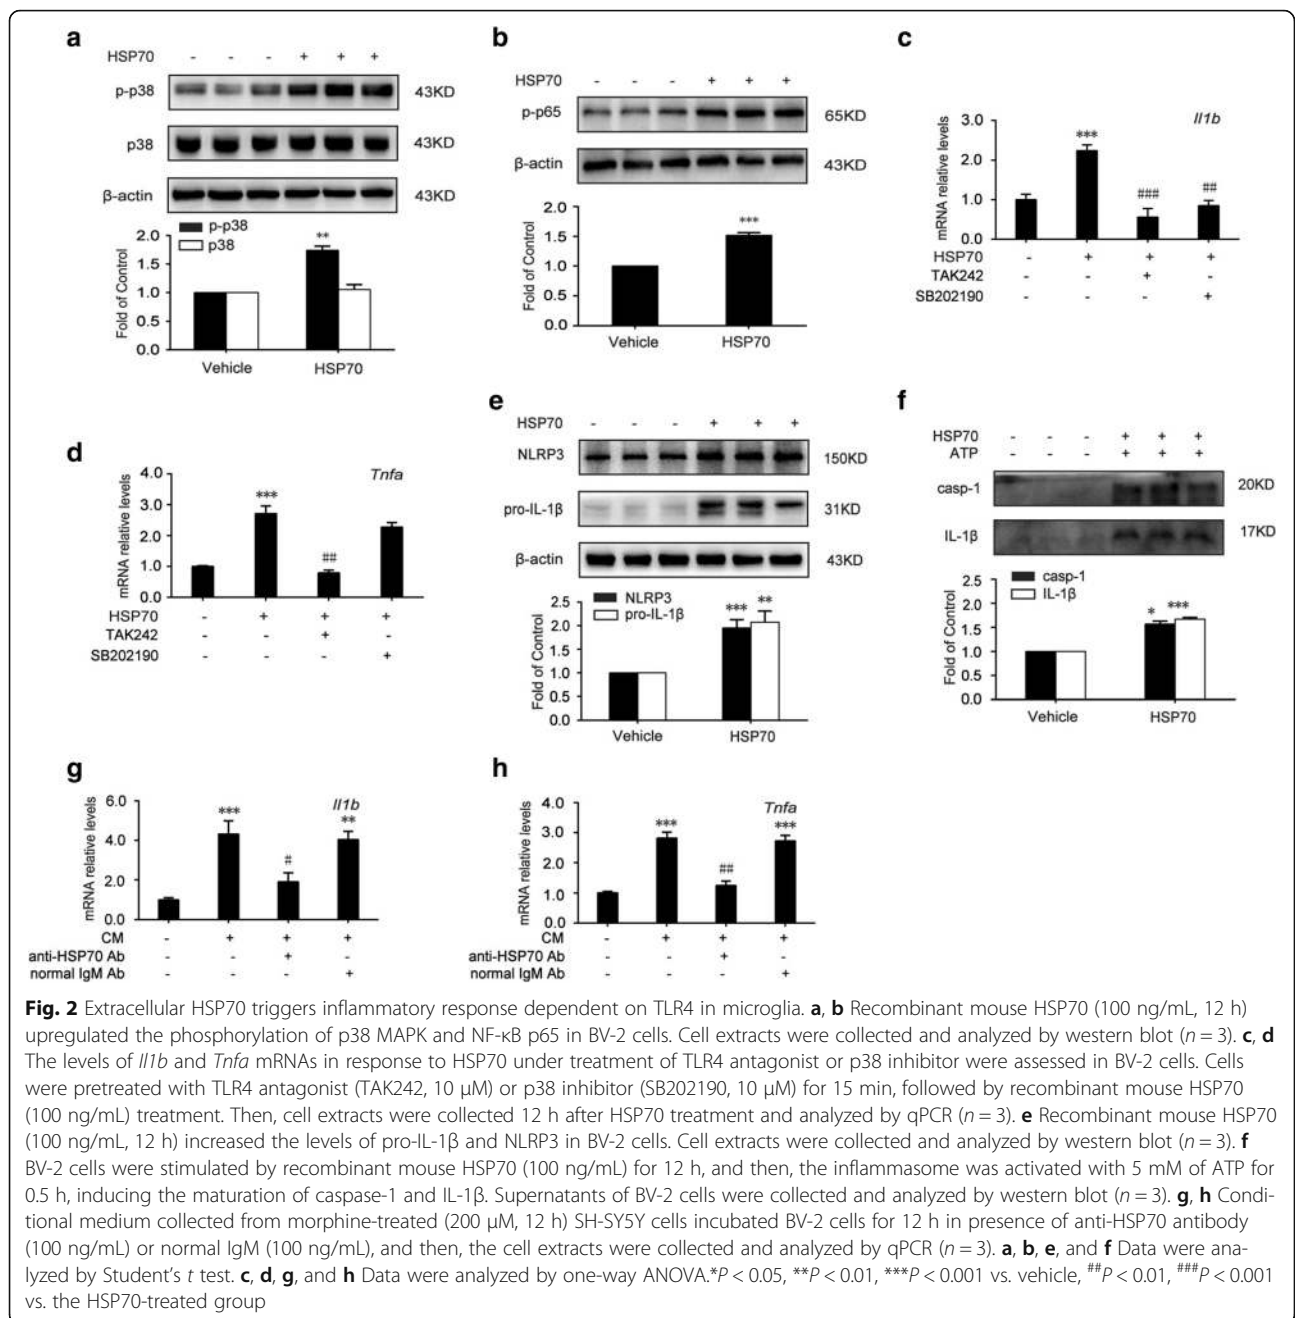 a
HSP70 - - - + + +
p-p38 43KD
p38 43KD
β-actin 43KD
p-p38
p38
Fold of Control
2.0
1.5
1.0
0.5
0.0
**
Vehicle HSP70
b
HSP70 - - - + + +
p-p65 65KD
β-actin 43KD
Fold of Control
2.0
1.5
1.0
0.5
0.0
***
Vehicle HSP70
c
Il1b
mRNA relative levels
3.0
2.0
1.0
0.0
*** ### ##
HSP70 - + + +
TAK242 - - + -
SB202190 - - - +
d
Tnfa
mRNA relative levels
4.0
3.0
2.0
1.0
0.0
*** ##
HSP70 - + + +
TAK242 - - + -
SB202190 - - - +
e
HSP70 - - - + + +
NLRP3 150KD
pro-IL-1β 31KD
β-actin 43KD
NLRP3
pro-IL-1β
Fold of Control
2.5
2.0
1.5
1.0
0.5
0.0
*** **
Vehicle HSP70
f
HSP70 - - - + + +
ATP - - - + + +
casp-1 20KD
IL-1β 17KD
casp-1
IL-1β
Fold of Control
2.5
2.0
1.5
1.0
0.5
0.0
* ***
Vehicle HSP70
g
Il1b
mRNA relative levels
6.0
4.0
2.0
0.0
*** # **
CM - + + +
anti-HSP70 Ab - - + -
normal IgM Ab - - - +
h
Tnfa
mRNA relative levels
4.0
3.0
2.0
1.0
0.0
*** ## ***
CM - + + +
anti-HSP70 Ab - - + -
normal IgM Ab - - - +
Fig. 2 Extracellular HSP70 triggers inflammatory response dependent on TLR4 in microglia. a, b Recombinant mouse HSP70 (100 ng/mL, 12 h)
upregulated the phosphorylation of p38 MAPK and NF-κB p65 in BV-2 cells. Cell extracts were collected and analyzed by western blot (n = 3). c, d
The levels of Il1b and Tnfa mRNAs in response to HSP70 under treatment of TLR4 antagonist or p38 inhibitor were assessed in BV-2 cells. Cells
were pretreated with TLR4 antagonist (TAK242, 10 μM) or p38 inhibitor (SB202190, 10 μM) for 15 min, followed by recombinant mouse HSP70
(100 ng/mL) treatment. Then, cell extracts were collected 12 h after HSP70 treatment and analyzed by qPCR (n = 3). e Recombinant mouse HSP70
(100 ng/mL, 12 h) increased the levels of pro-IL-1β and NLRP3 in BV-2 cells. Cell extracts were collected and analyzed by western blot (n = 3). f
BV-2 cells were stimulated by recombinant mouse HSP70 (100 ng/mL) for 12 h, and then, the inflammasome was activated with 5 mM of ATP for
0.5 h, inducing the maturation of caspase-1 and IL-1β. Supernatants of BV-2 cells were collected and analyzed by western blot (n = 3). g, h Condi-
tional medium collected from morphine-treated (200 μM, 12 h) SH-SY5Y cells incubated BV-2 cells for 12 h in presence of anti-HSP70 antibody
(100 ng/mL) or normal IgM (100 ng/mL), and then, the cell extracts were collected and analyzed by qPCR (n = 3). a, b, e, and f Data were ana-
lyzed by Student's t test. c, d, g, and h Data were analyzed by one-way ANOVA.*P < 0.05, **P < 0.01, ***P < 0.001 vs. vehicle, ##P < 0.01, ###P < 0.001
vs. the HSP70-treated group